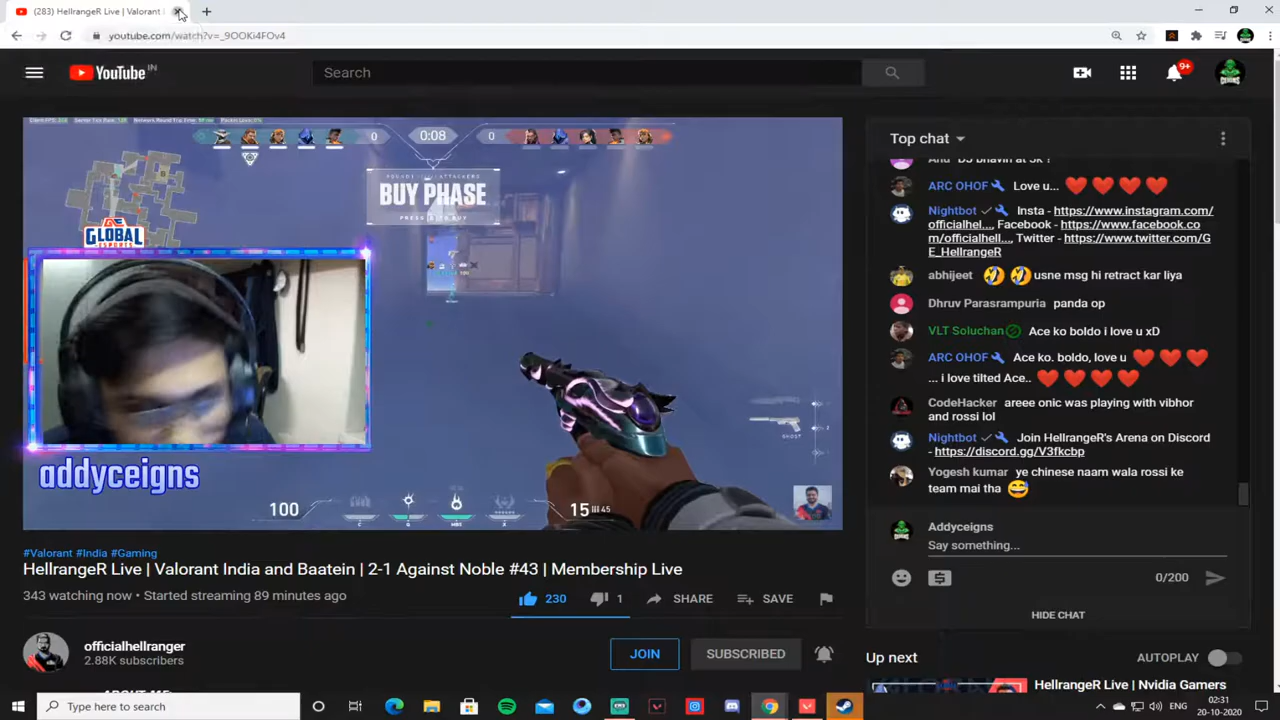 (283) HellrangeR Live | Valorant
youtube.com/watch?v=_9OOKi4FOv4
YouTube IN
Search
9+
0 0:08 0
BUY PHASE
GLOBAL
ESPORTS
addyceigns
100
15 45
GHOST
C Q E X
Top chat
ARC OHOF Love u...
Nightbot Insta - https://www.instagram.com/
officialhel..., Facebook -
https://www.facebook.co
m/officialhell..., Twitter - https://www.twitter.com/G
E_HellrangeR
abhijeet usne msg hi retract kar liya
Dhruv Parasrampuria panda op
VLT Soluchan Ace ko boldo i love u xD
ARC OHOF Ace ko. boldo, love u
... i love tilted Ace..
CodeHacker areee onic was playing with vibhor
and rossi lol
Nightbot Join HellrangeR's Arena on Discord
- https://discord.gg/V3fkcbp
Yogesh kumar ye chinese naam wala rossi ke
team mai tha
Addyceigns
Say something...
0/200
HIDE CHAT
#Valorant #India #Gaming
HellrangeR Live | Valorant India and Baatein | 2-1 Against Noble #43 | Membership Live
343 watching now • Started streaming 89 minutes ago
230 1 SHARE SAVE
officialhellranger
2.88K subscribers
JOIN SUBSCRIBED
Up next AUTOPLAY
HellrangeR Live | Nvidia Gamers
Type here to search
ENG
02:31
20-10-2020